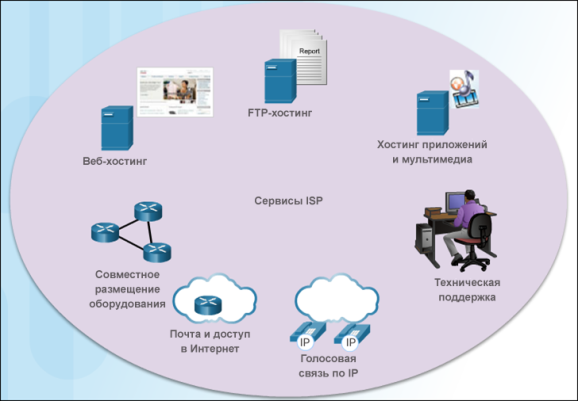 Report
FTP-хостинг
Веб-хостинг
Хостинг приложений
и мультимедиа
Сервисы ISP
Совместное
размещение
оборудования
Техническая
поддержка
Почта и доступ
в Интернет
IP
IP
Голосовая
связь по IP